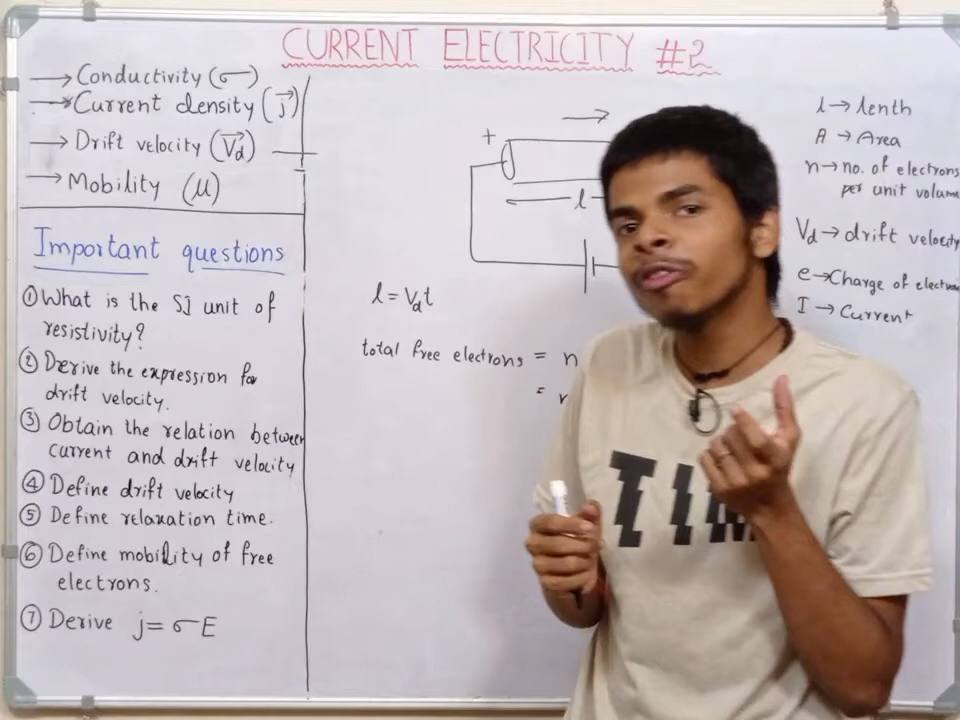 CURRENT ELECTRICITY #2
→ Conductivity (σ)
→ Current density (j⃗)
→ Drift velocity (V⃗d)
→ Mobility (μ)
Important questions
① What is the SI unit of
resistivity?
② Derive the expression for
drift velocity.
③ Obtain the relation between
current and drift velocity
④ Define drift velocity
⑤ Define relaxation time.
⑥ Define mobility of free
electrons.
⑦ Derive j = σE
+
→
← l
l = Vdt
total free electrons = n
=
l → lenth
A → Area
n → no. of electrons
per unit volume
Vd → drift velocity
e → Charge of electron
I → Current
TIM